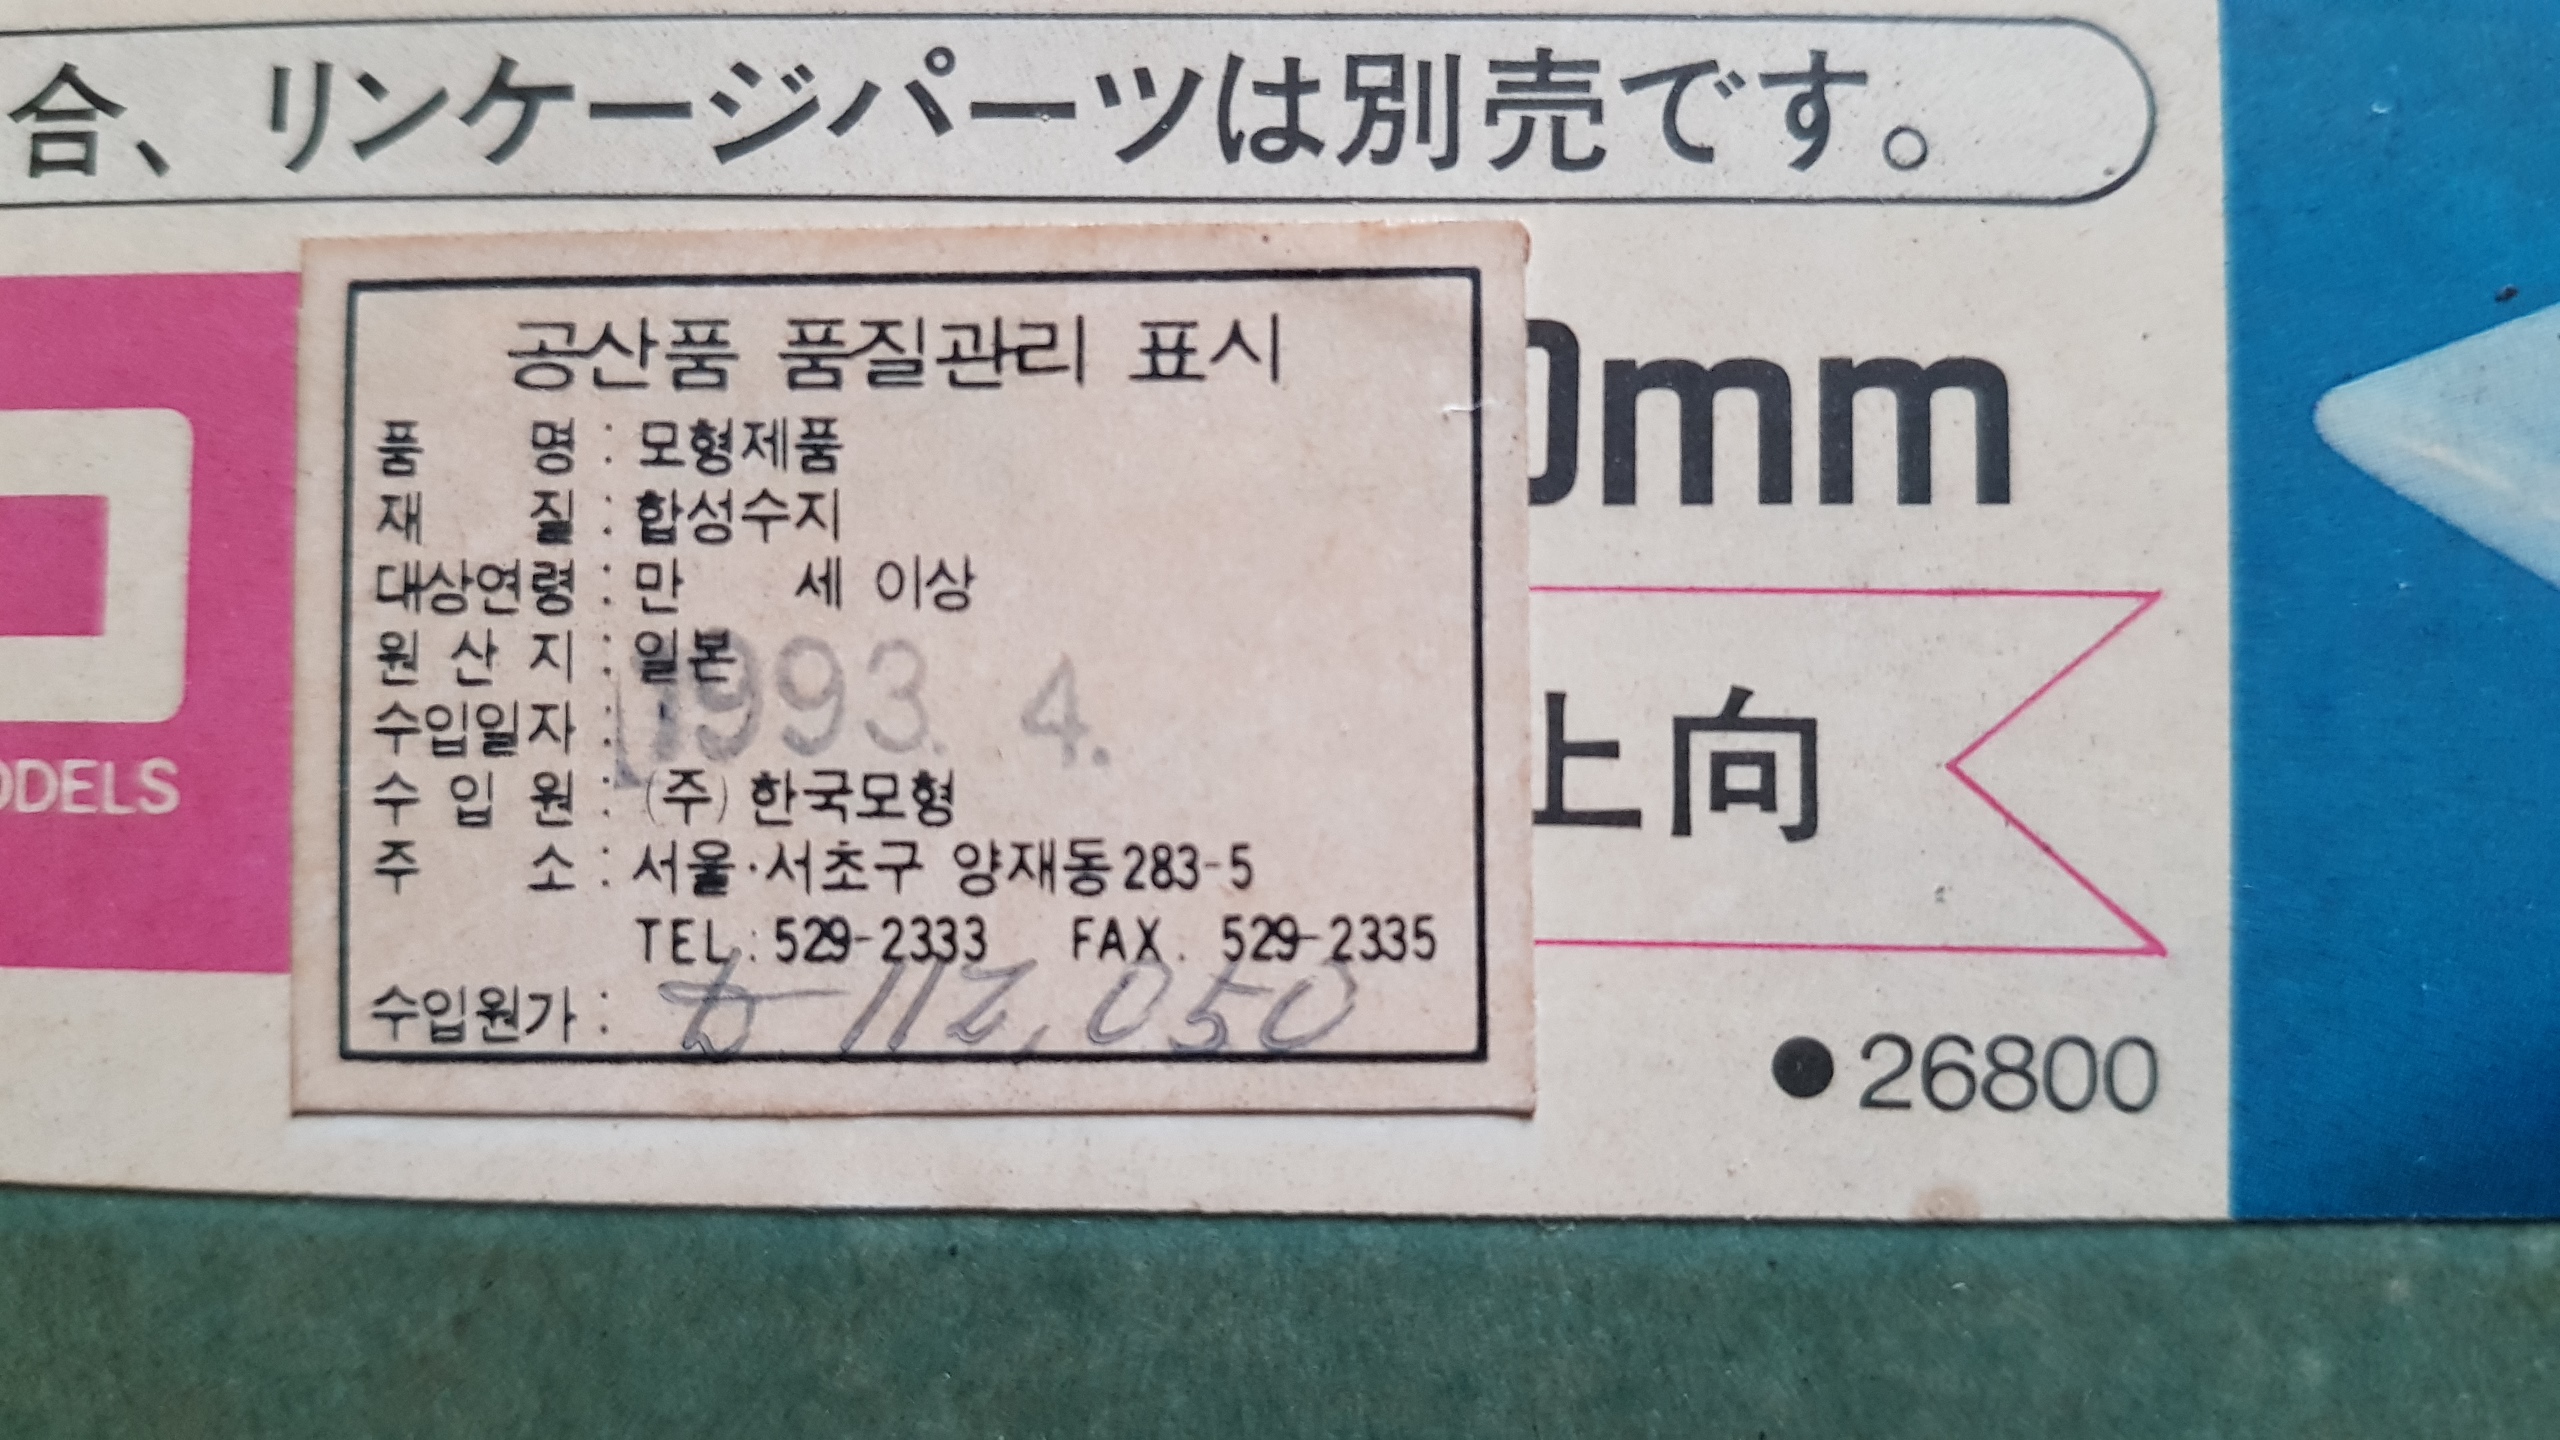 合、リンケージパーツは別売です。
공산품 품질관리 표시
품 명 : 모형제품
재 질 : 합성수지
대상연령 : 만 세 이상
원 산 지 : 일본
수입일자 : 1993. 4.
수 입 원 : (주) 한국모형
주 소 : 서울·서초구 양재동283-5
TEL : 529-2333 FAX. 529-2335
수입원가 : 112,050
0mm
上向
ODELS
●26800